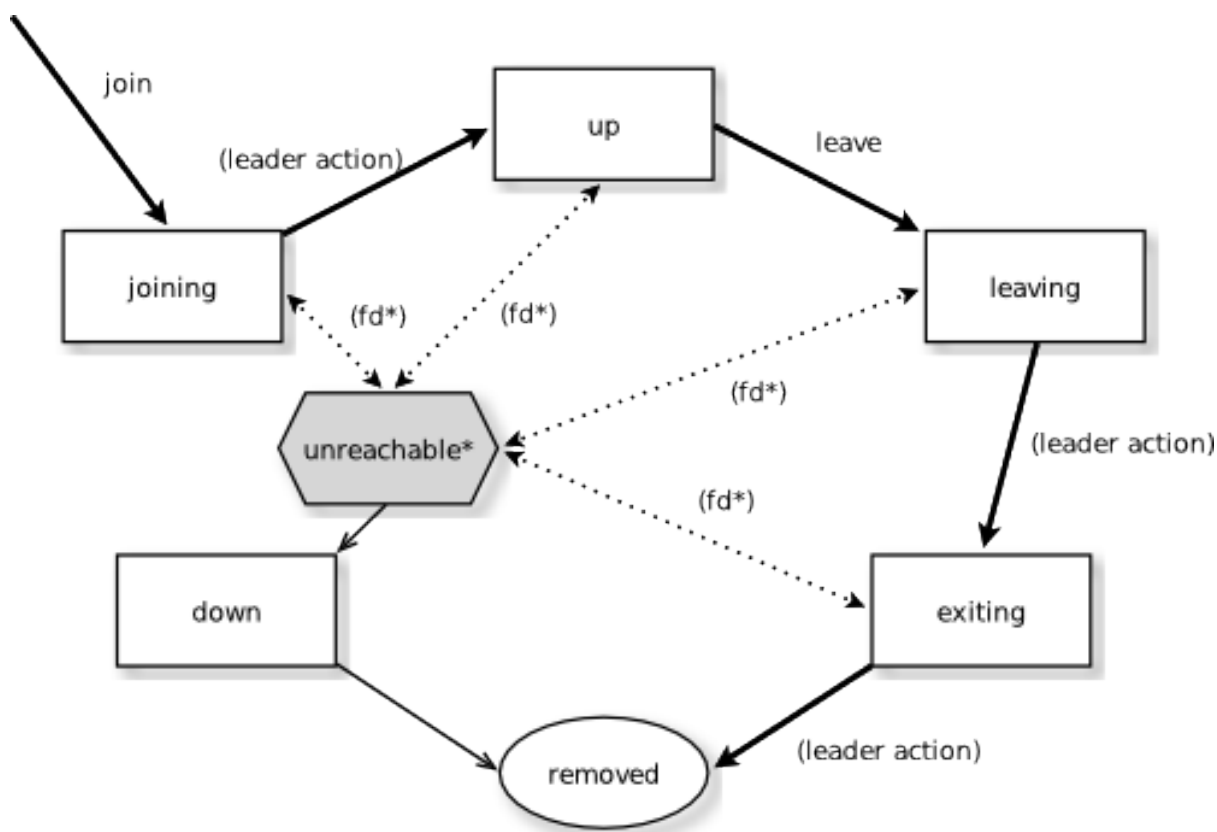 join
up
leave
(leader action)
joining
leaving
(fd*)
(fd*)
(fd*)
unreachable*
(leader action)
(fd*)
down
exiting
(leader action)
removed